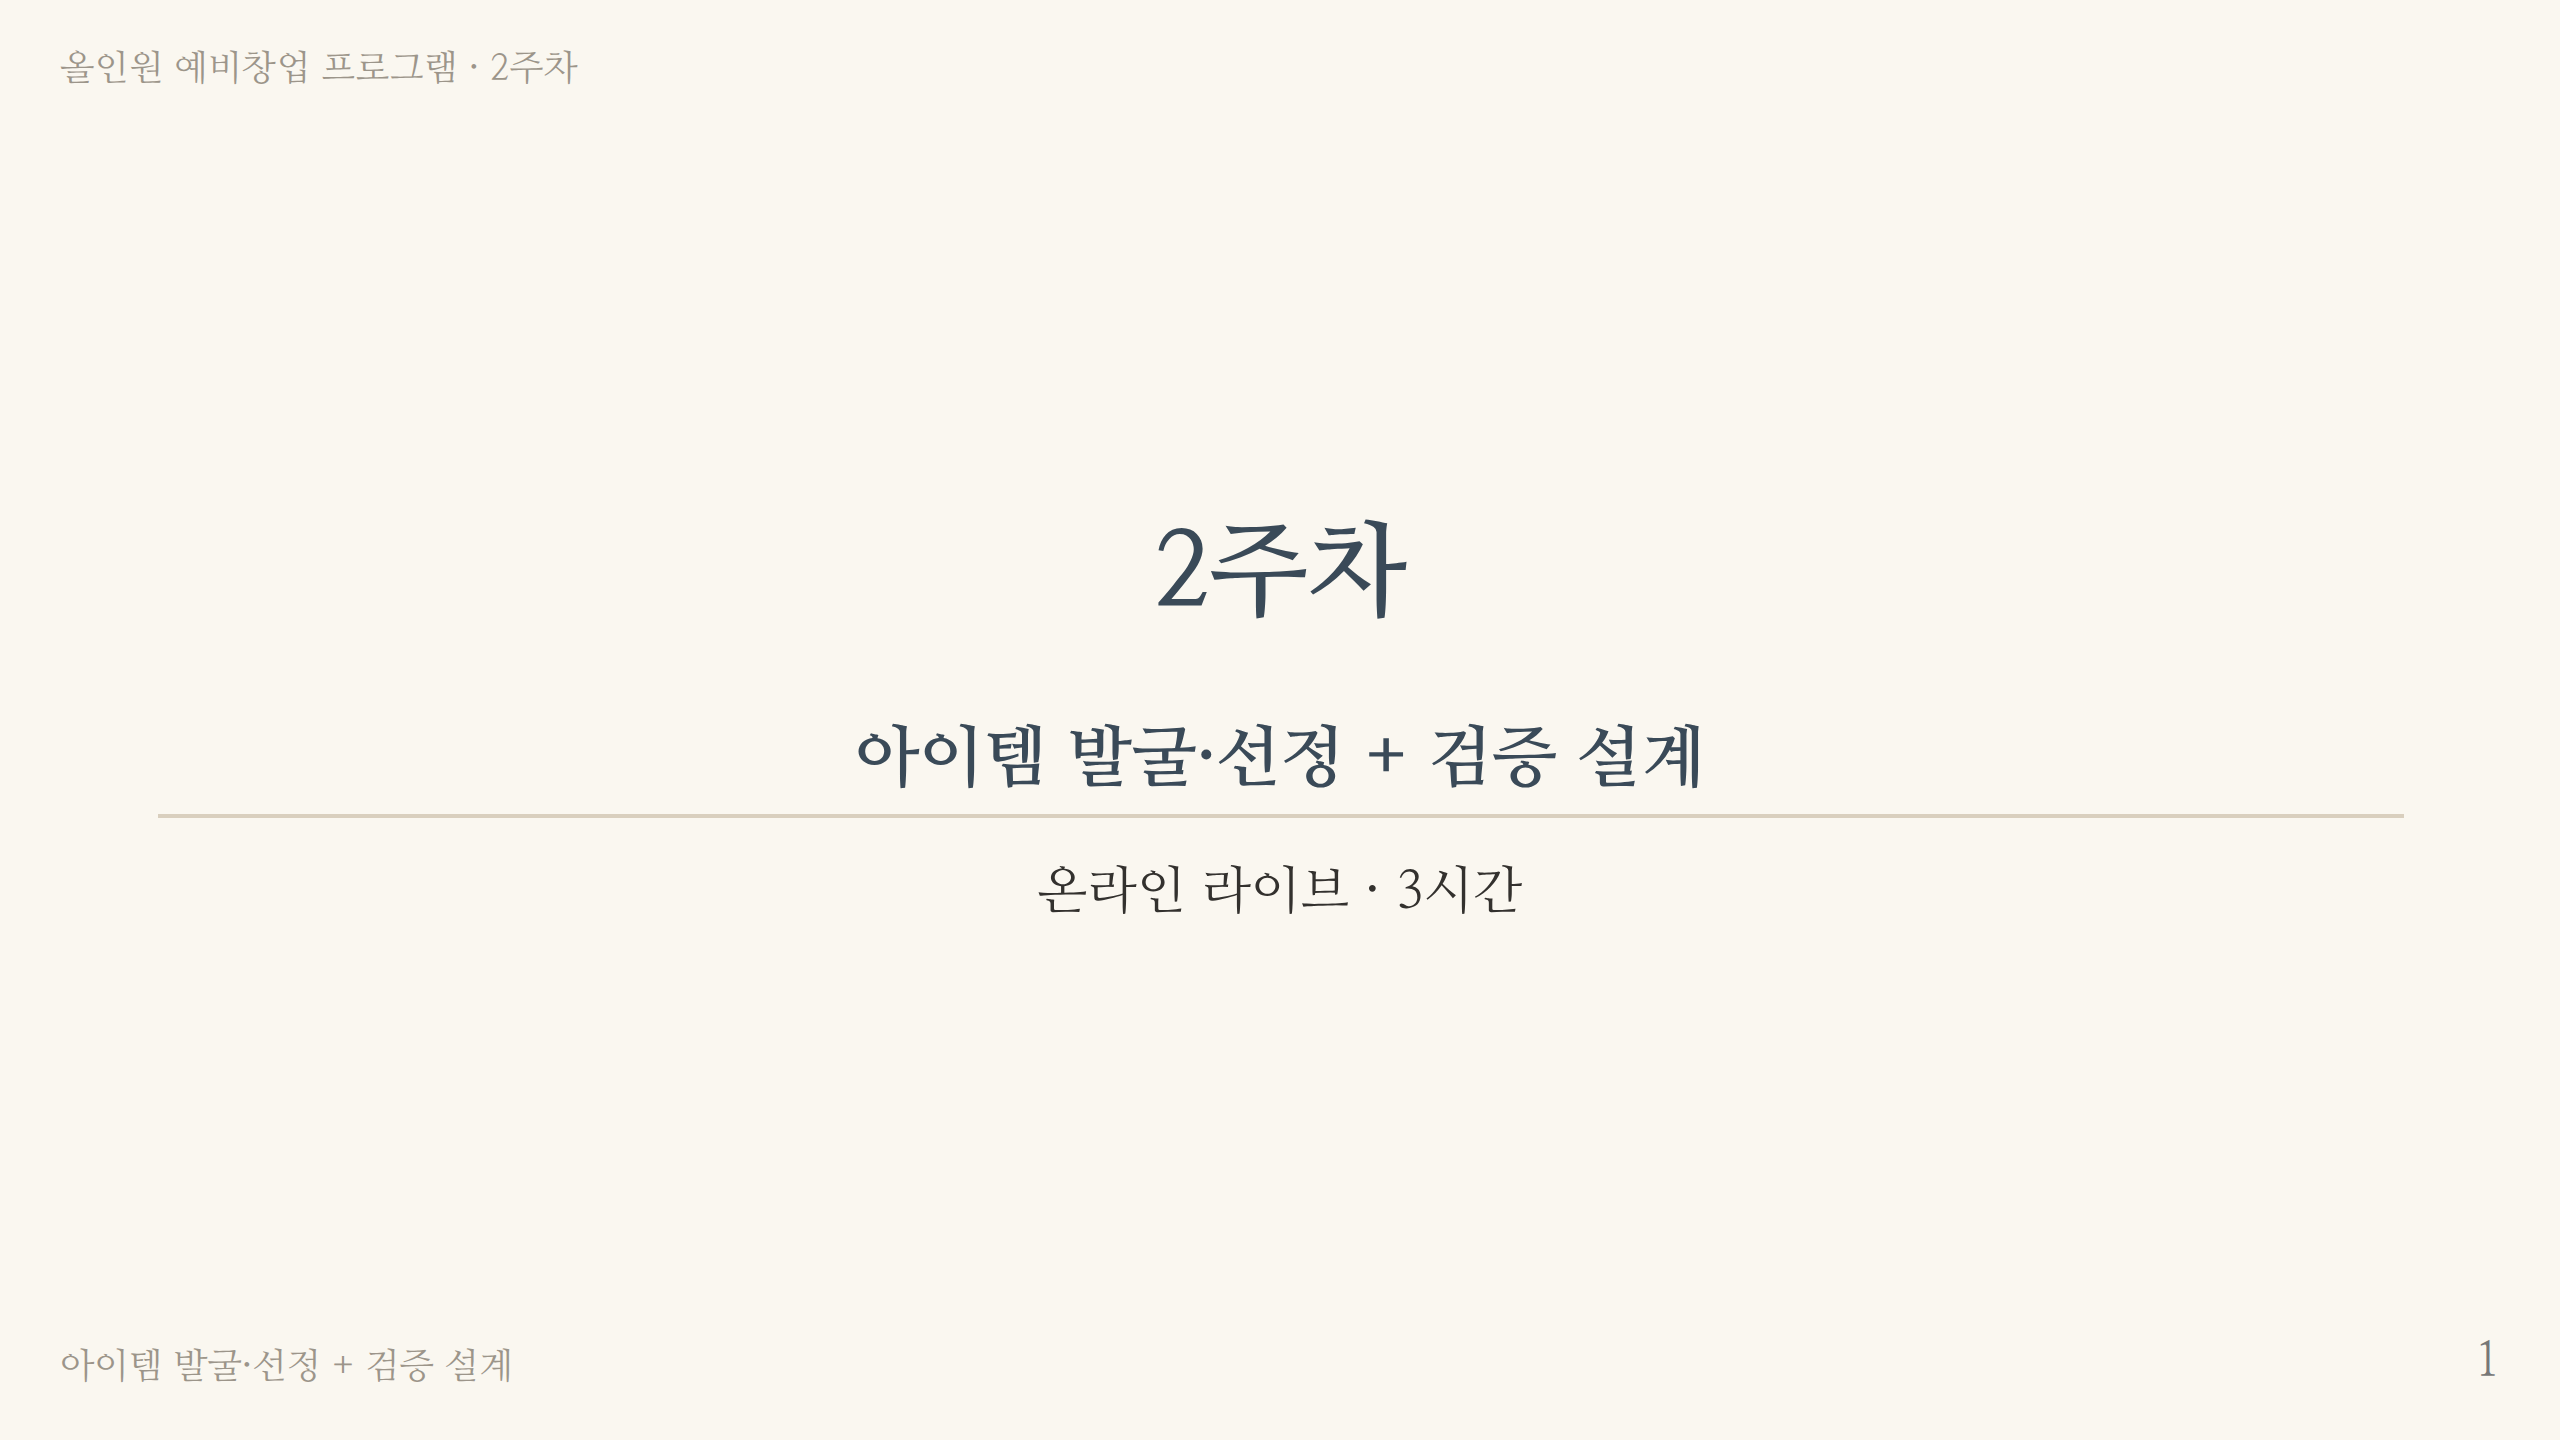 올인원 예비창업 프로그램 · 2주차
2주차
아이템 발굴·선정 + 검증 설계
온라인 라이브 · 3시간
아이템 발굴·선정 + 검증 설계
1